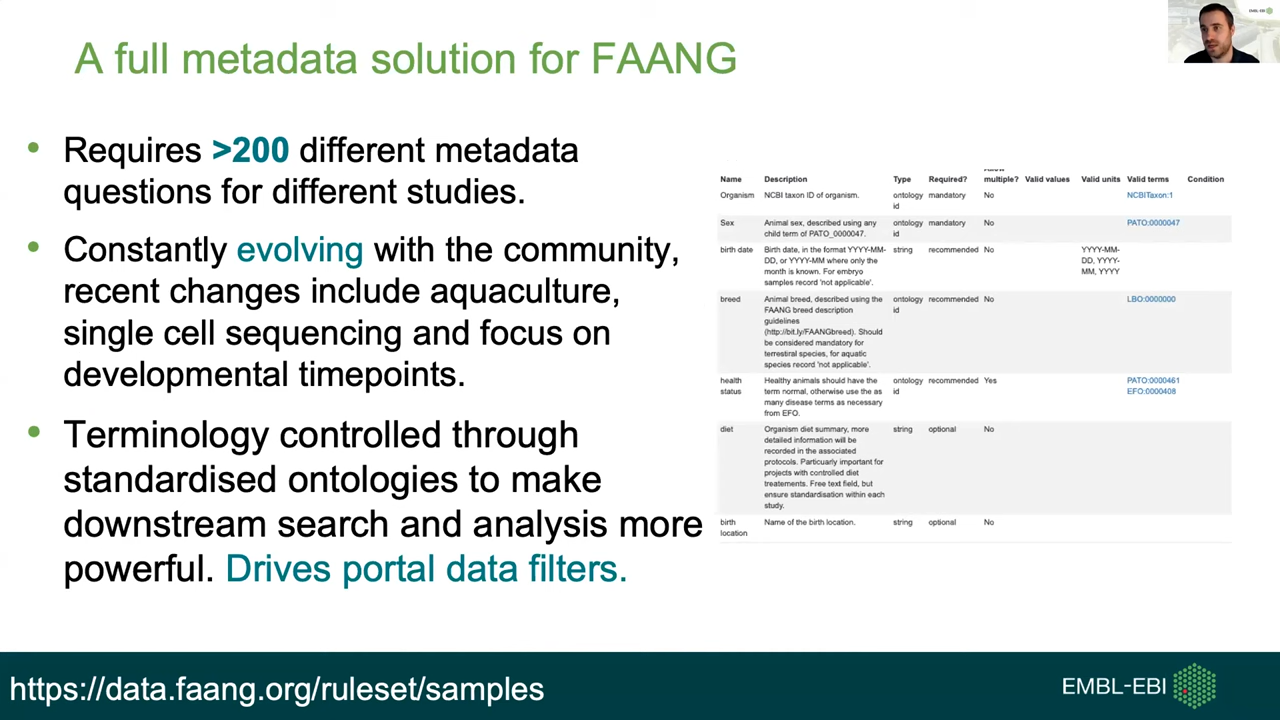 A full metadata solution for FAANG
EMBL-EBI
• Requires >200 different metadata
questions for different studies.
• Constantly evolving with the community,
recent changes include aquaculture,
single cell sequencing and focus on
developmental timepoints.
• Terminology controlled through
standardised ontologies to make
downstream search and analysis more
powerful. Drives portal data filters.
Name Description Type Required? multiple? Valid values Valid units Valid terms Condition
Organism NCBI taxon ID of organism. ontology mandatory No NCBITaxon:1
id
Sex Animal sex, described using any ontology mandatory No PATO:0000047
child term of PATO_0000047. id
birth date Birth date, in the format YYYY-MM- string recommended No YYYY-MM-
DD, or YYYY-MM where only the DD, YYYY-
month is known. For embryo MM, YYYY
samples record 'not applicable'.
breed Animal breed, described using the ontology recommended No LBO:0000000
FAANG breed description id
guidelines
(http://bit.ly/FAANGbreed). Should
be considered mandatory for
terrestiral species, for aquatic
species record 'not applicable'.
health Healthy animals should have the ontology recommended Yes PATO:0000461
status term normal, otherwise use the as id EFO:0000408
many disease terms as necessary
from EFO.
diet Organism diet summary, more string optional No
detailed information will be
recorded in the associated
protocols. Particuarly important for
projects with controlled diet
treatements. Free text field, but
ensure standardisation within each
study.
birth Name of the birth location. string optional No
location
https://data.faang.org/ruleset/samples
EMBL-EBI